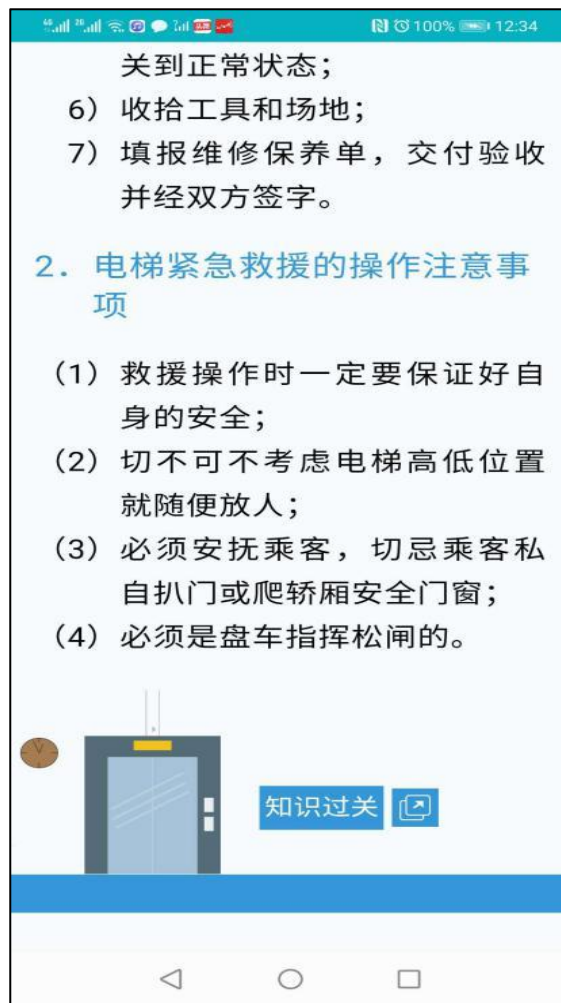 100% 12:34
关到正常状态；
6）收拾工具和场地；
7）填报维修保养单，交付验收
并经双方签字。
2．电梯紧急救援的操作注意事
项
（1）救援操作时一定要保证好自
身的安全；
（2）切不可不考虑电梯高低位置
就随便放人；
（3）必须安抚乘客，切忌乘客私
自扒门或爬轿厢安全门窗；
（4）必须是盘车指挥松闸的。
知识过关